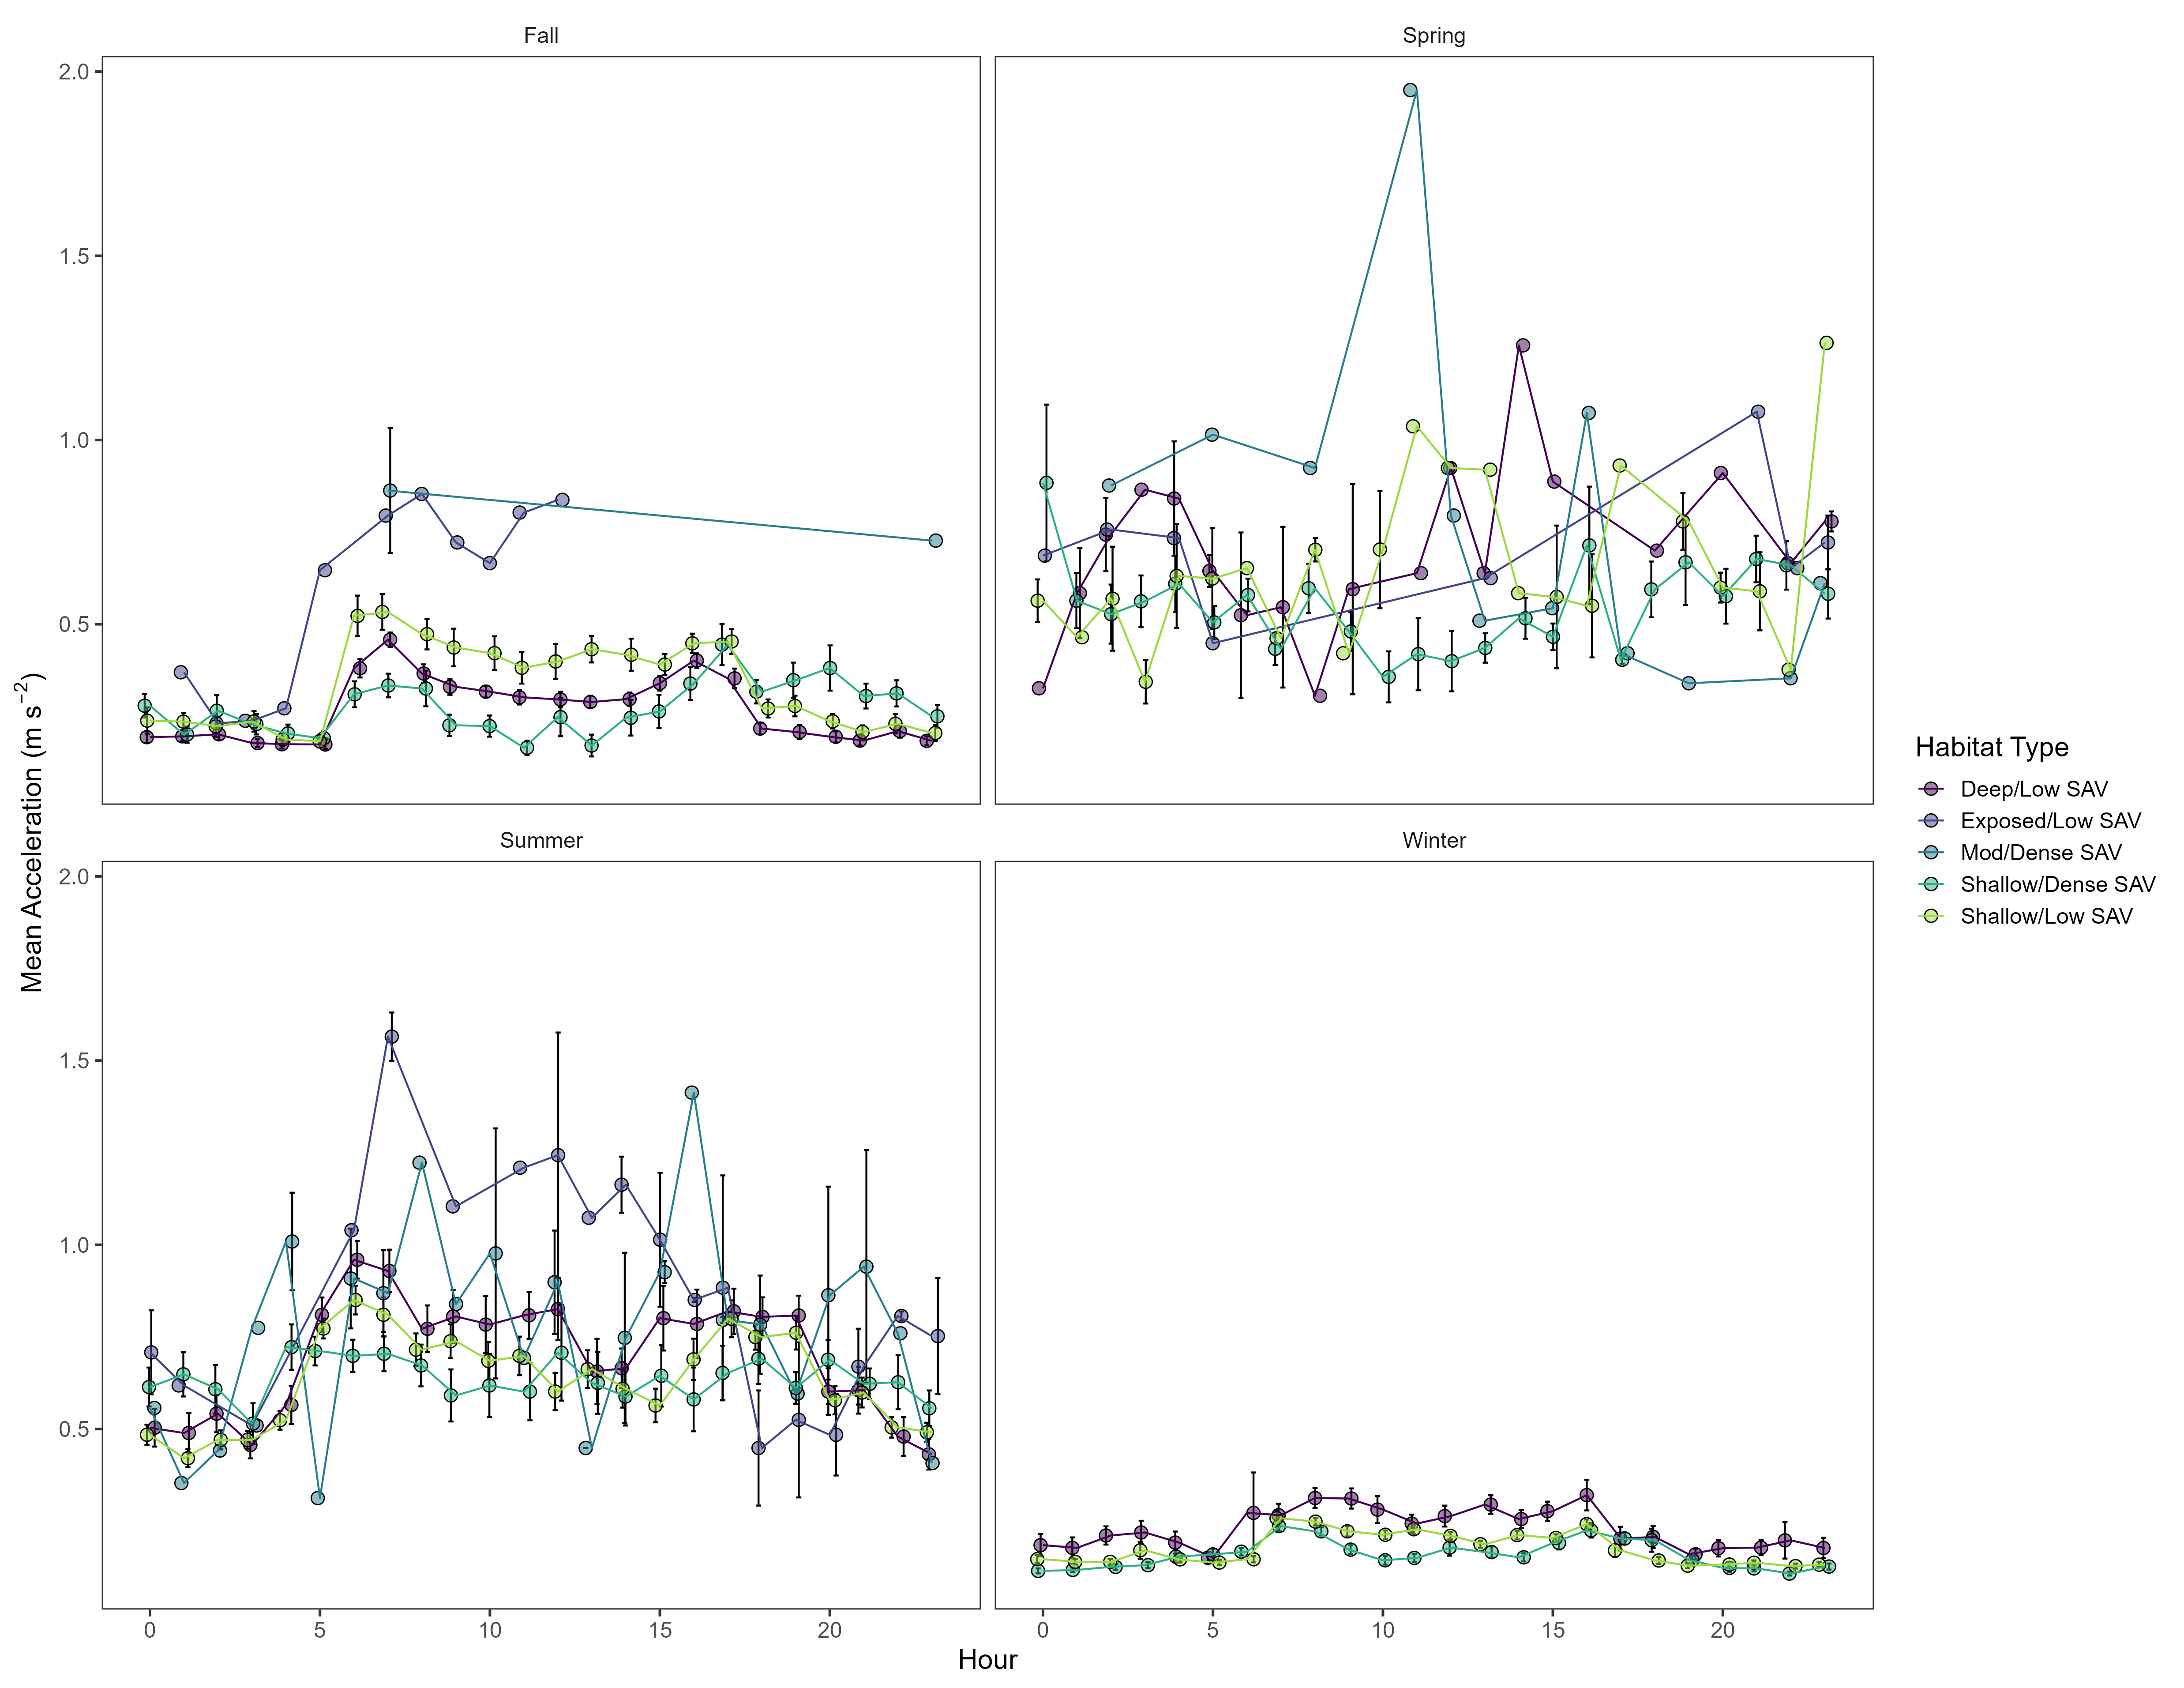 Fall
Spring
2.0
1.5
1.0
0.5
Summer
Winter
2.0
1.5
1.0
0.5
0 5 10 15 20
0 5 10 15 20
Hour
Mean Acceleration (m s⁻²)
Habitat Type
Deep/Low SAV
Exposed/Low SAV
Mod/Dense SAV
Shallow/Dense SAV
Shallow/Low SAV